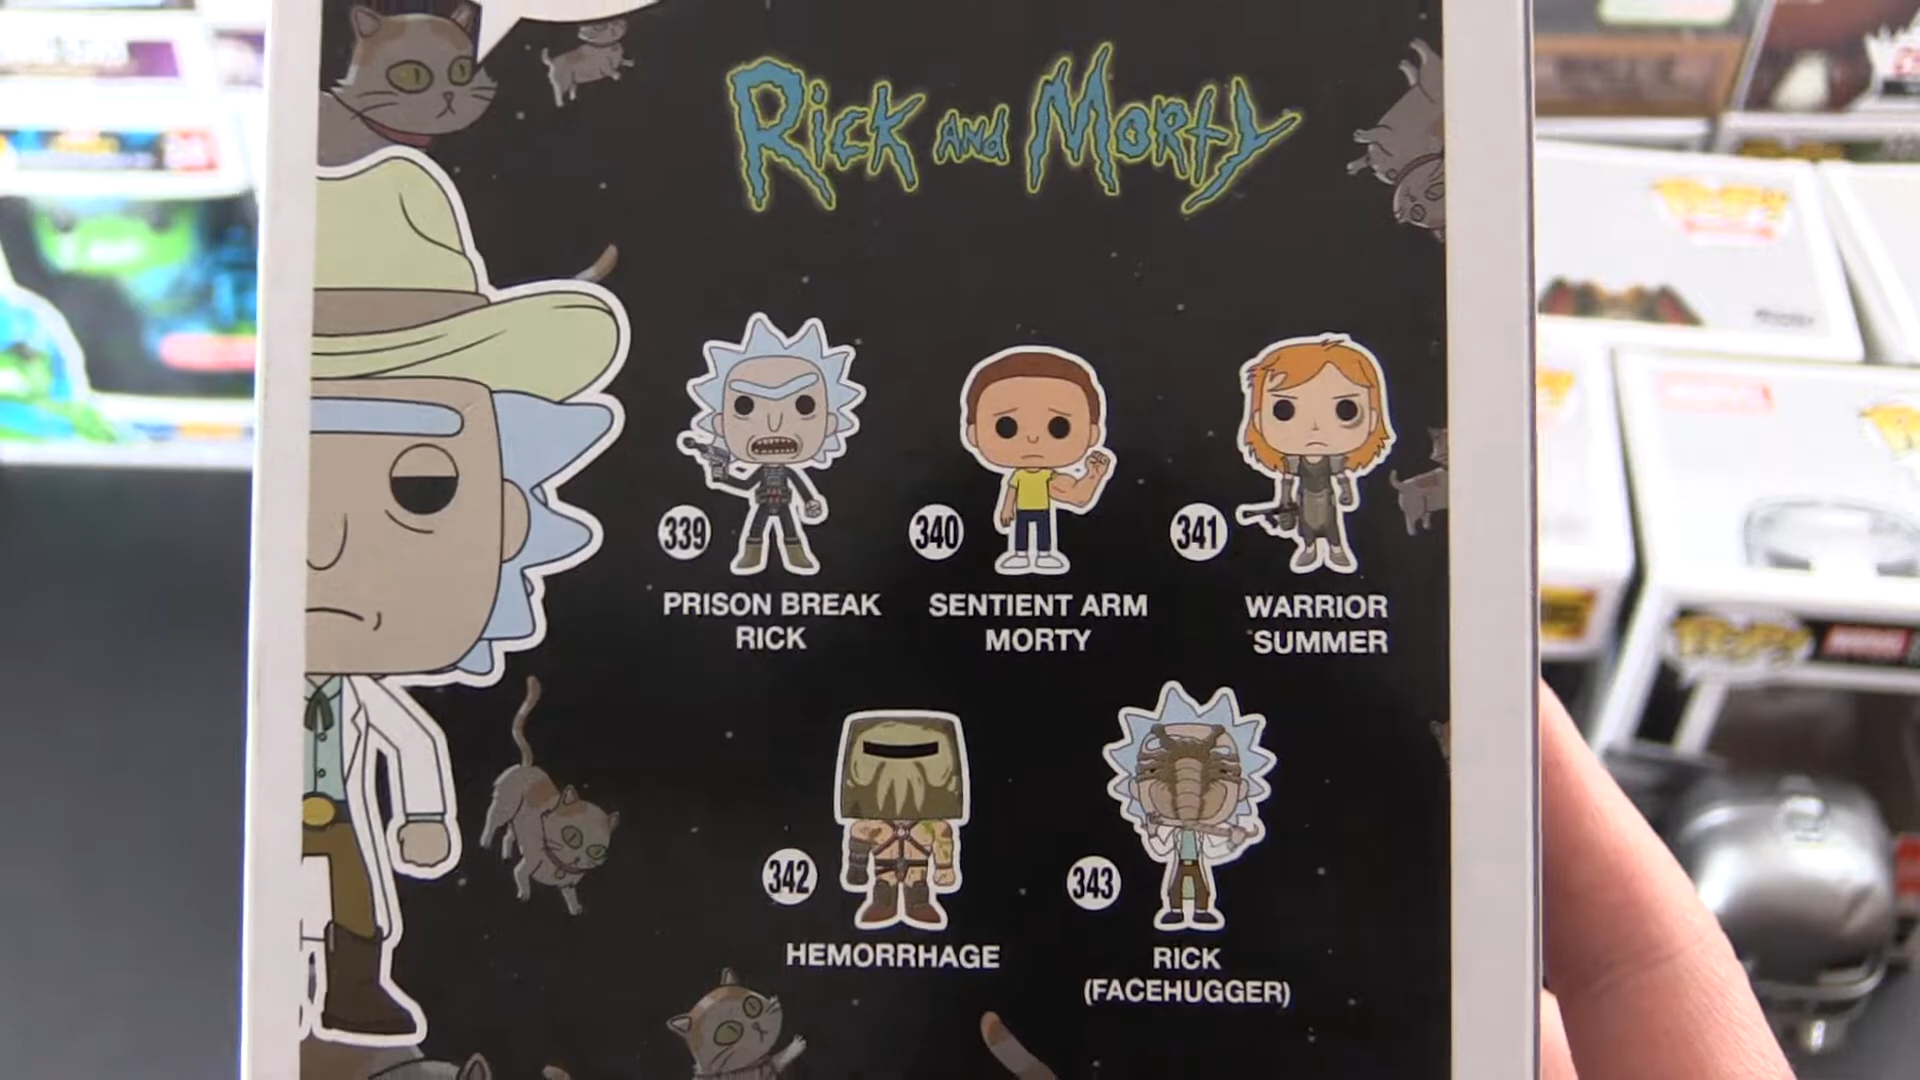 RICK AND MORTY
339
PRISON BREAK
RICK
340
SENTIENT ARM
MORTY
341
WARRIOR
SUMMER
342
HEMORRHAGE
343
RICK
(FACEHUGGER)